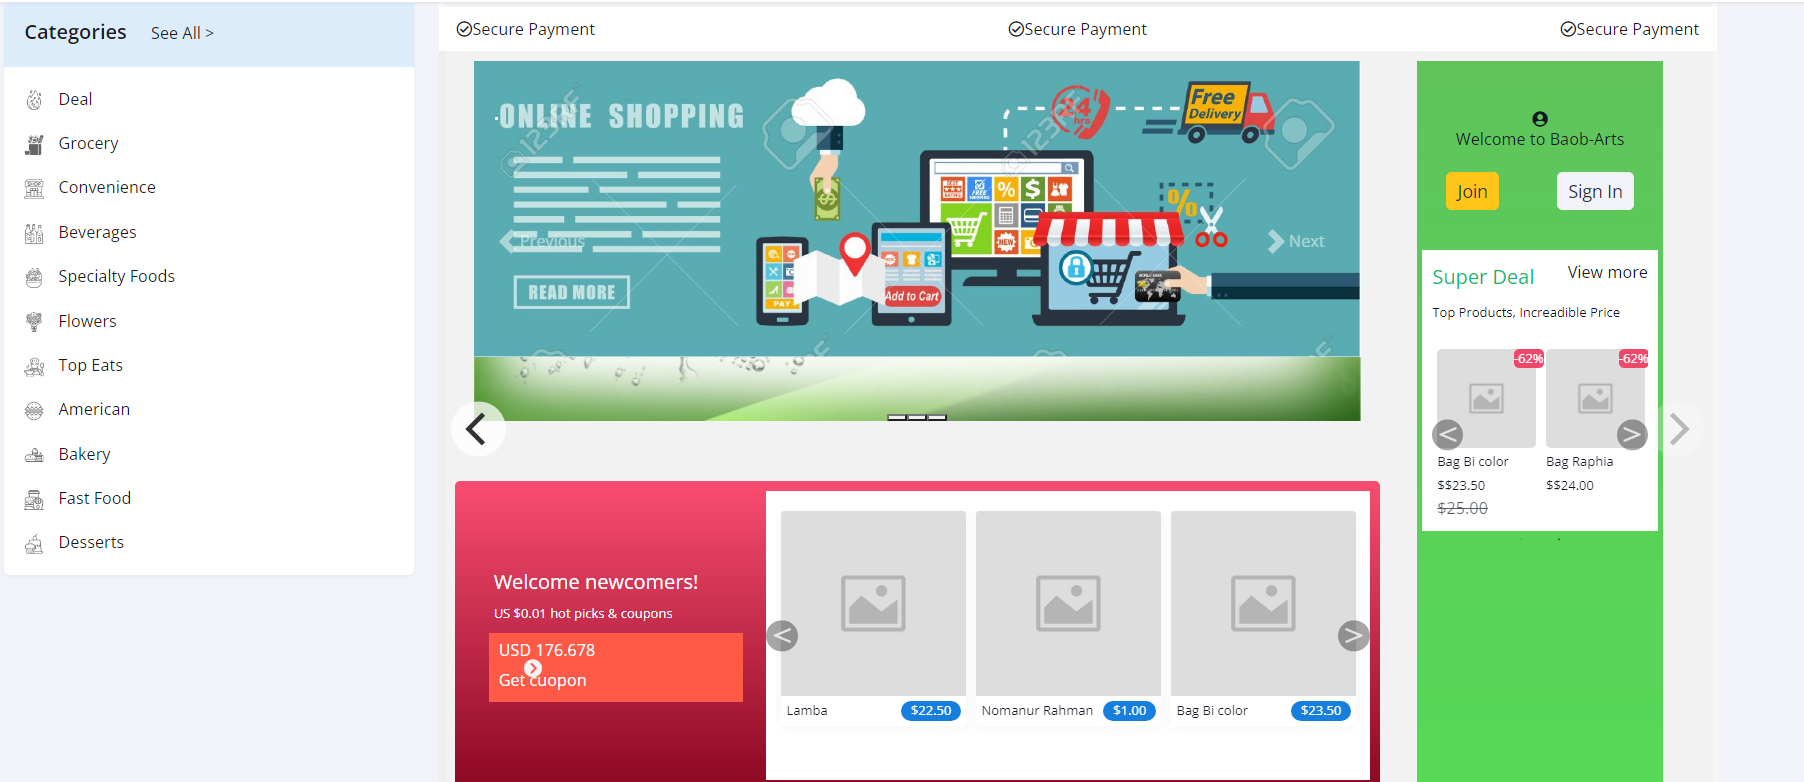 Categories See All >
Deal
Grocery
Convenience
Beverages
Specialty Foods
Flowers
Top Eats
American
Bakery
Fast Food
Desserts
Secure Payment
Secure Payment
Secure Payment
ONLINE SHOPPING
READ MORE
Previous
Next
24
hrs
Free
Delivery
%
%
$
NEW
PAY
Add to Cart
123RF
123RF
Welcome to Baob-Arts
Join
Sign In
Super Deal
View more
Top Products, Increadible Price
-62%
-62%
<
>
Bag Bi color
$$23.50
$25.00
Bag Raphia
$$24.00
Welcome newcomers!
US $0.01 hot picks & coupons
USD 176.678
Get cuopon
<
>
Lamba
$22.50
Nomanur Rahman
$1.00
Bag Bi color
$23.50